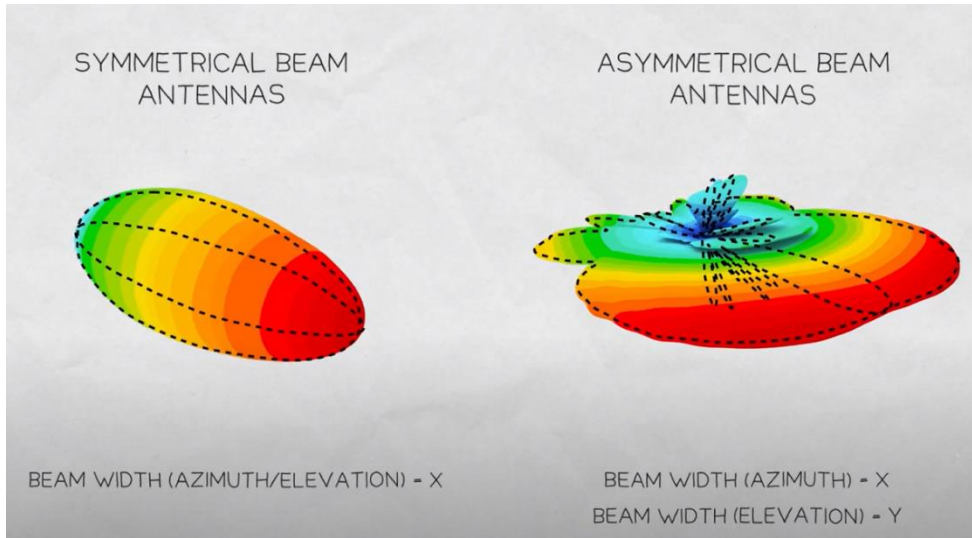 SYMMETRICAL BEAM
ANTENNAS
ASYMMETRICAL BEAM
ANTENNAS
BEAM WIDTH (AZIMUTH/ELEVATION) = X
BEAM WIDTH (AZIMUTH) = X
BEAM WIDTH (ELEVATION) = Y